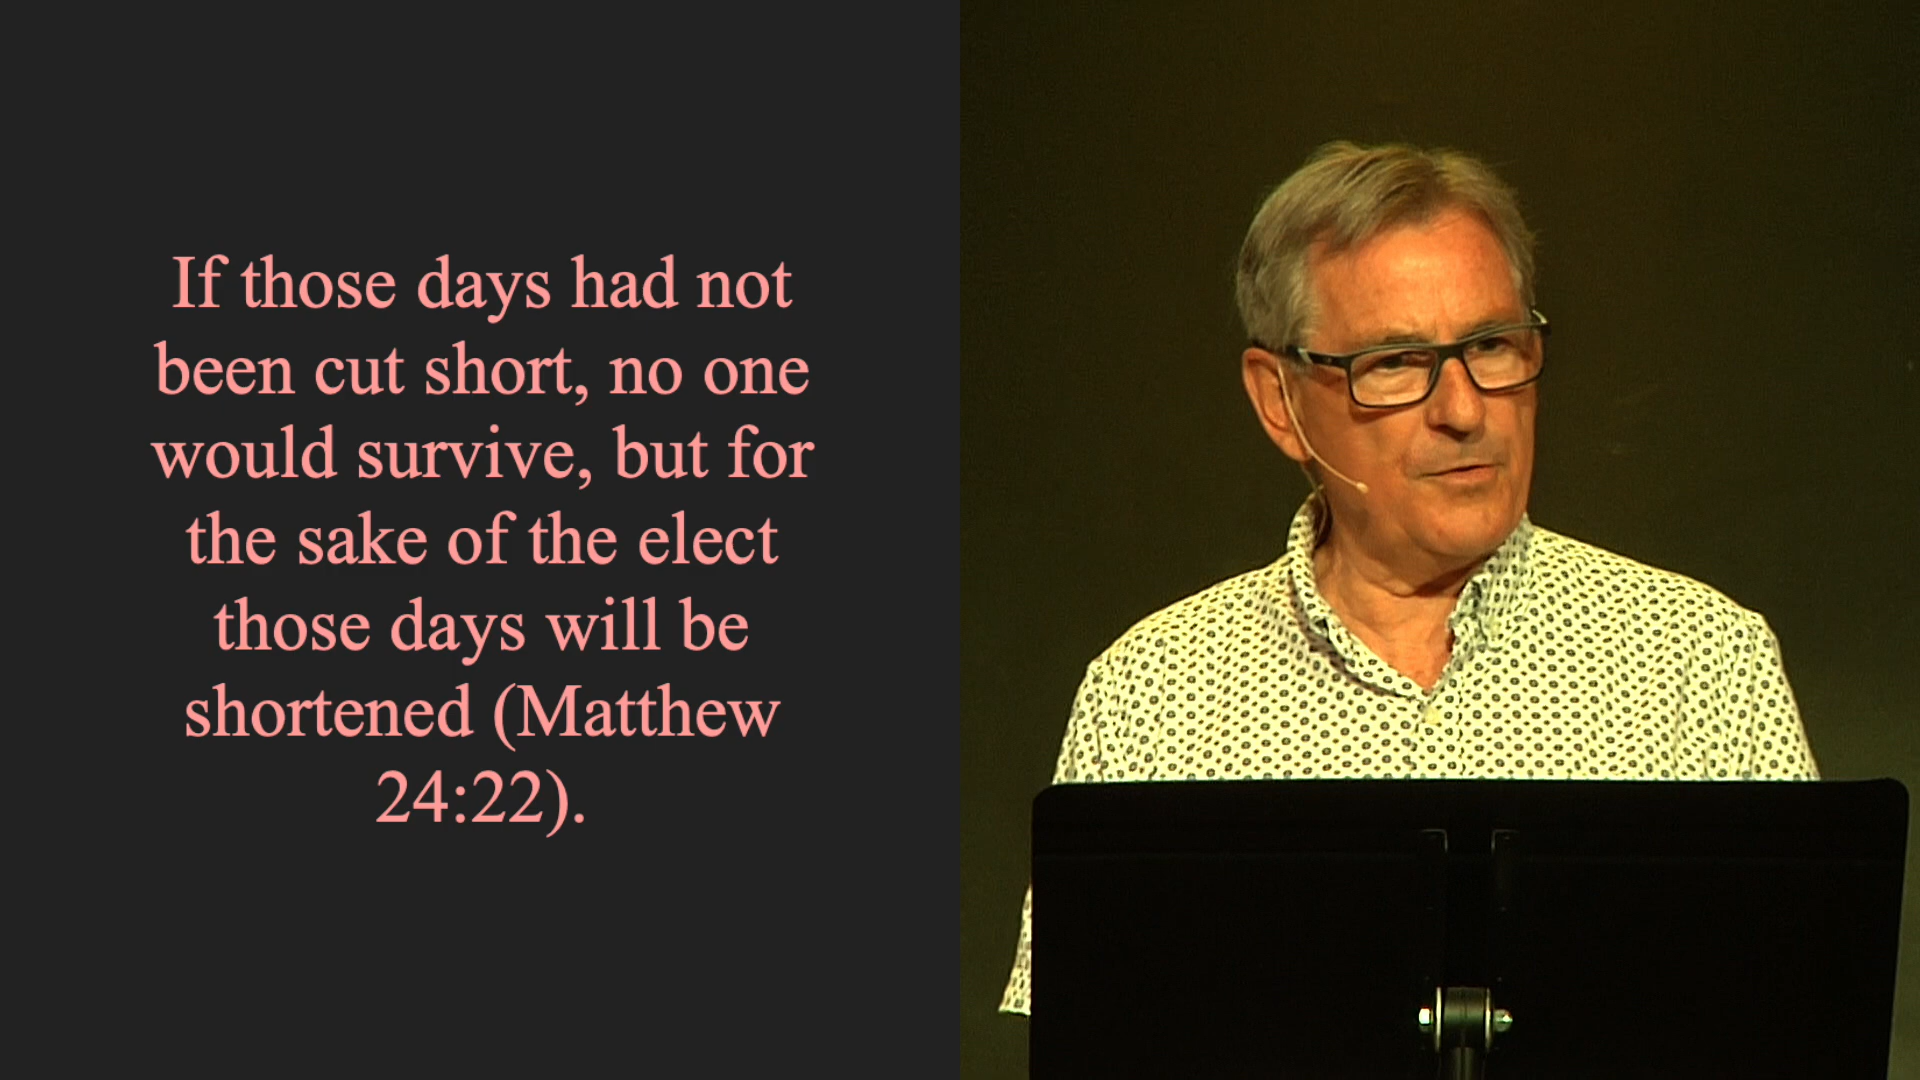 If those days had not
been cut short, no one
would survive, but for
the sake of the elect
those days will be
shortened (Matthew
24:22).